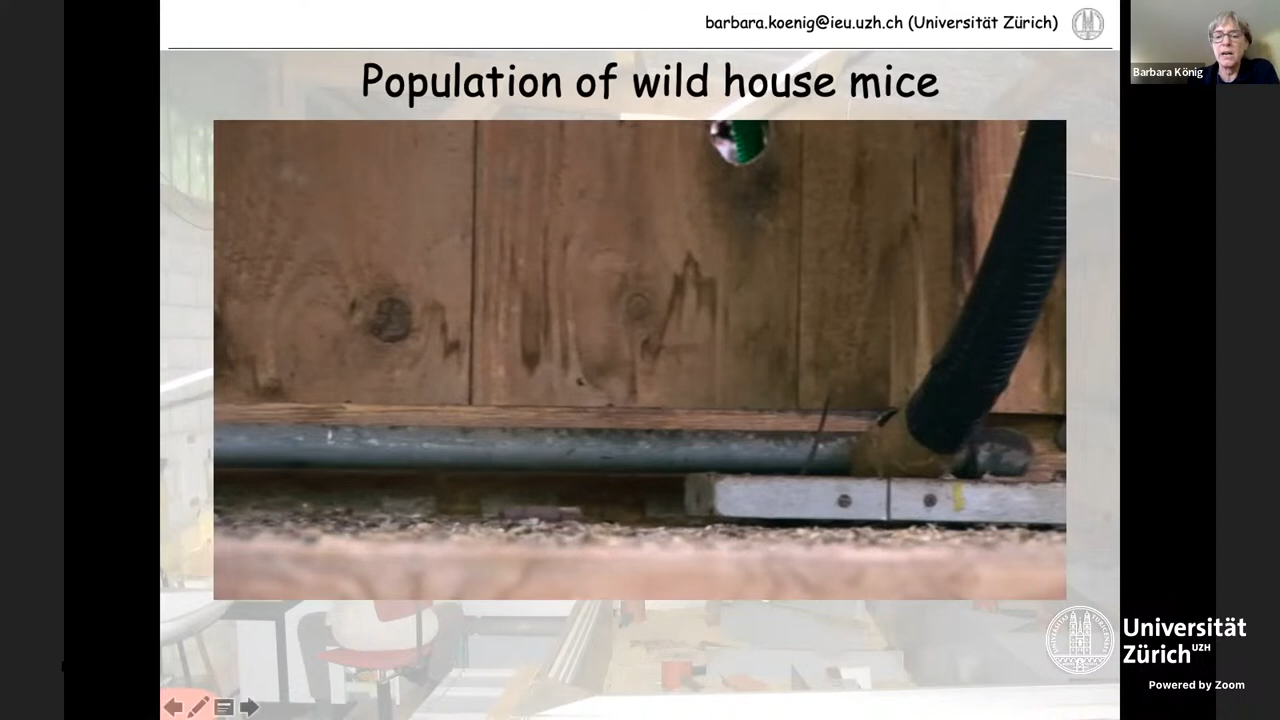 barbara.koenig@ieu.uzh.ch (Universität Zürich)
Barbara König
Population of wild house mice
Universität
Zürich UZH
Powered by Zoom